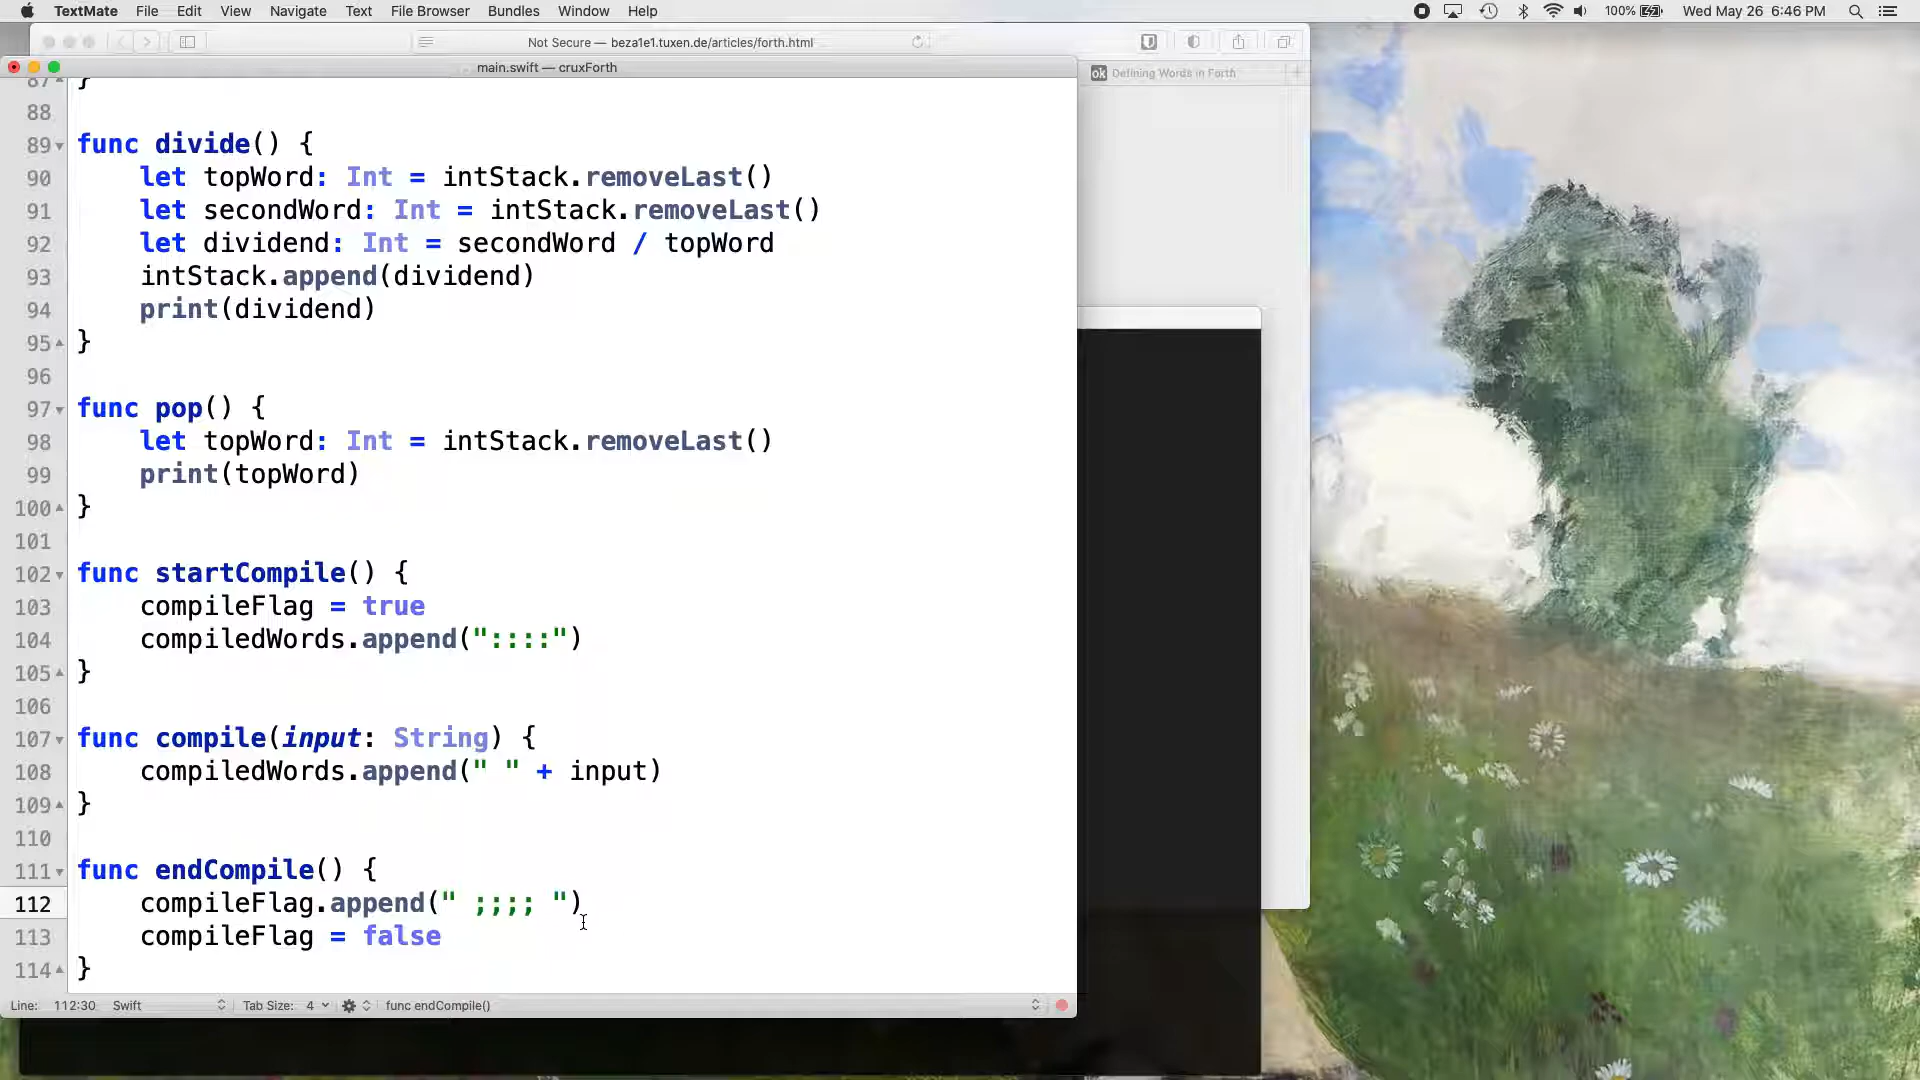 TextMate File Edit View Navigate Text File Browser Bundles Window Help 100% Wed May 26 6:46 PM
Not Secure — beza1e1.tuxen.de/articles/forth.html
main.swift — cruxForth
ok Defining Words in Forth
87 }
88
89 func divide() {
90 let topWord: Int = intStack.removeLast()
91 let secondWord: Int = intStack.removeLast()
92 let dividend: Int = secondWord / topWord
93 intStack.append(dividend)
94 print(dividend)
95 }
96
97 func pop() {
98 let topWord: Int = intStack.removeLast()
99 print(topWord)
100 }
101
102 func startCompile() {
103 compileFlag = true
104 compiledWords.append("::::")
105 }
106
107 func compile(input: String) {
108 compiledWords.append(" " + input)
109 }
110
111 func endCompile() {
112 compileFlag.append(" ;;;; ")
113 compileFlag = false
114 }
Line: 112:30 Swift Tab Size: 4 func endCompile()